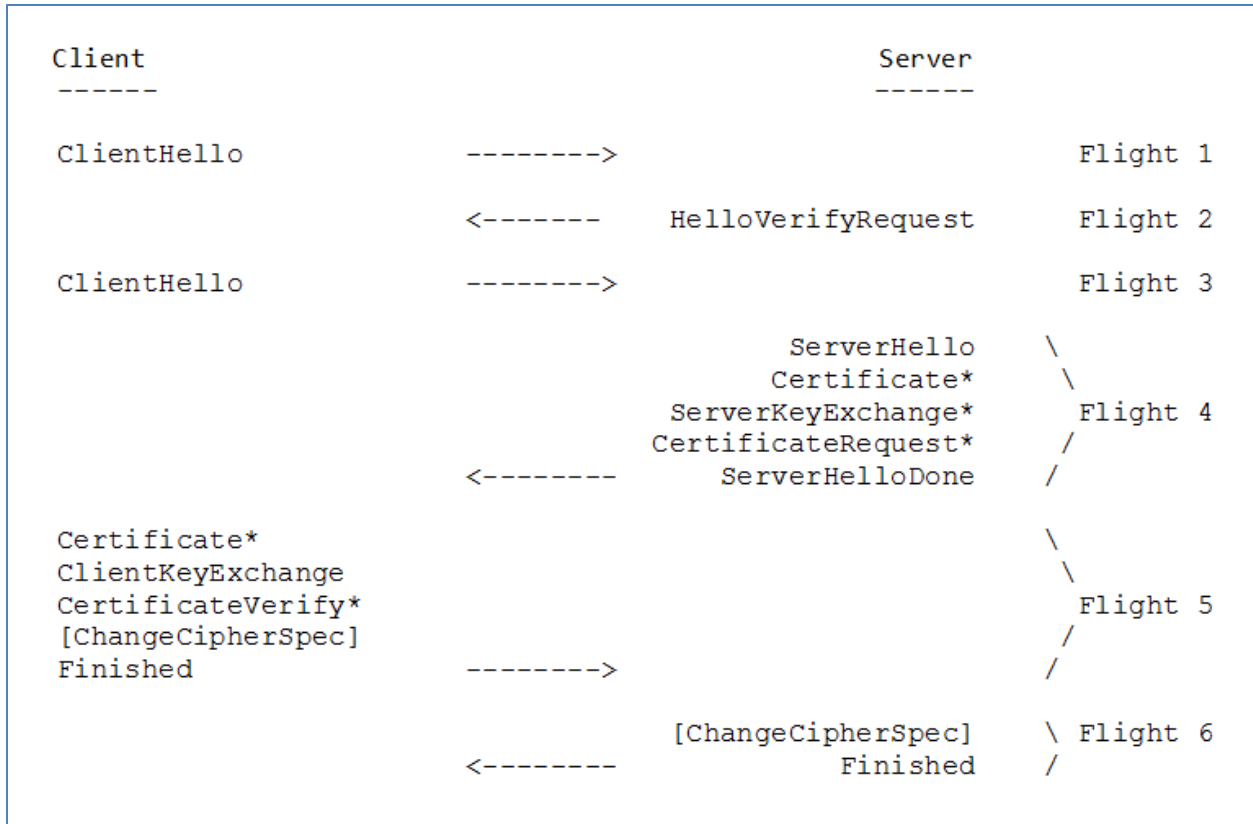 Client                                   Server
------                                   ------
ClientHello            -------->                         Flight 1
                       <-------   HelloVerifyRequest     Flight 2
ClientHello            -------->                         Flight 3
                                         ServerHello    \
                                        Certificate*     \
                                  ServerKeyExchange*      Flight 4
                                 CertificateRequest*     /
                       <--------     ServerHelloDone    /
Certificate*                                            \
ClientKeyExchange                                        \
CertificateVerify*                                        Flight 5
[ChangeCipherSpec]                                       /
Finished               -------->                        /
                                  [ChangeCipherSpec]    \ Flight 6
                       <--------            Finished    /